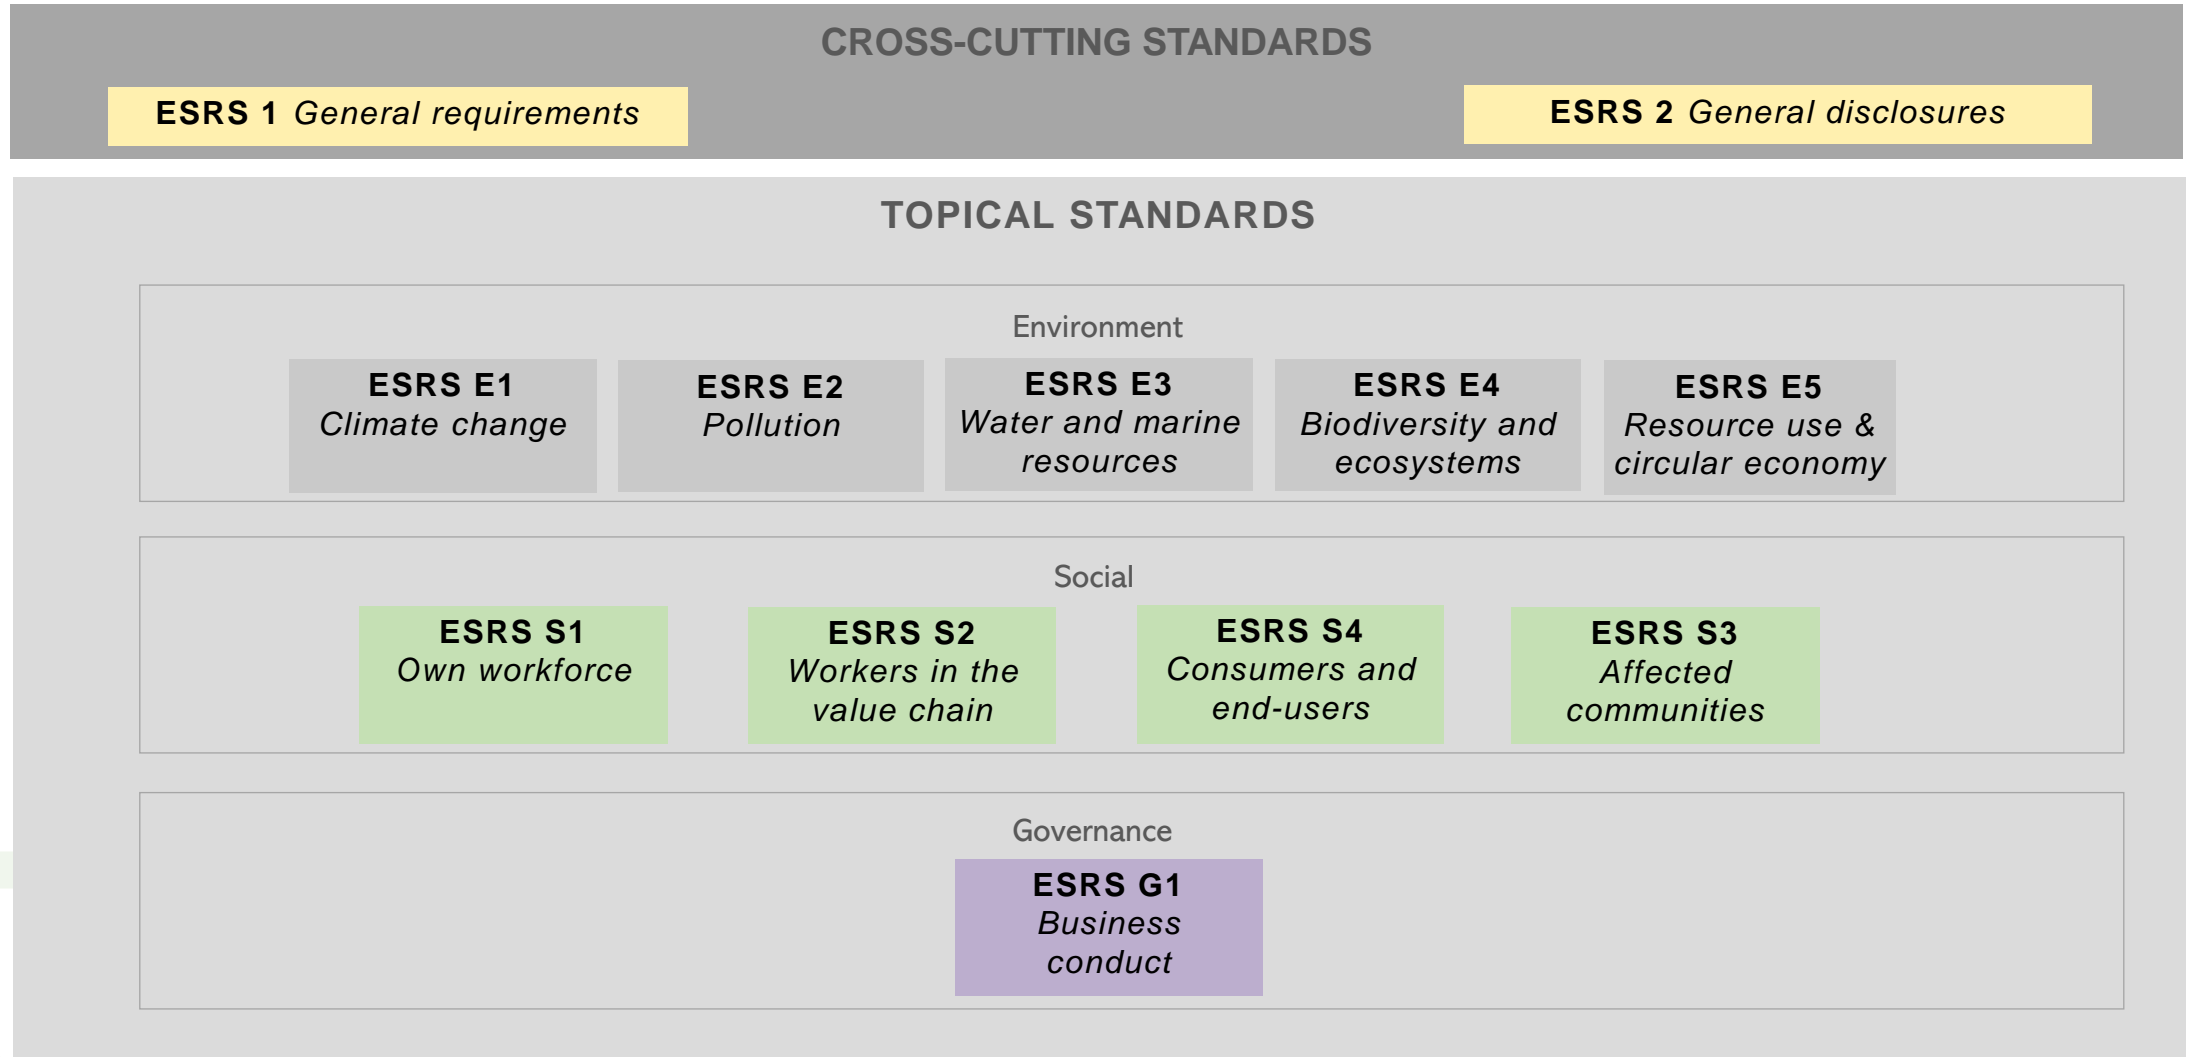 CROSS-CUTTING STANDARDS
ESRS 1 General requirements
ESRS 2 General disclosures
TOPICAL STANDARDS
Environment
ESRS E1
Climate change
ESRS E2
Pollution
ESRS E3
Water and marine
resources
ESRS E4
Biodiversity and
ecosystems
ESRS E5
Resource use &
circular economy
Social
ESRS S1
Own workforce
ESRS S2
Workers in the
value chain
ESRS S4
Consumers and
end-users
ESRS S3
Affected
communities
Governance
ESRS G1
Business
conduct